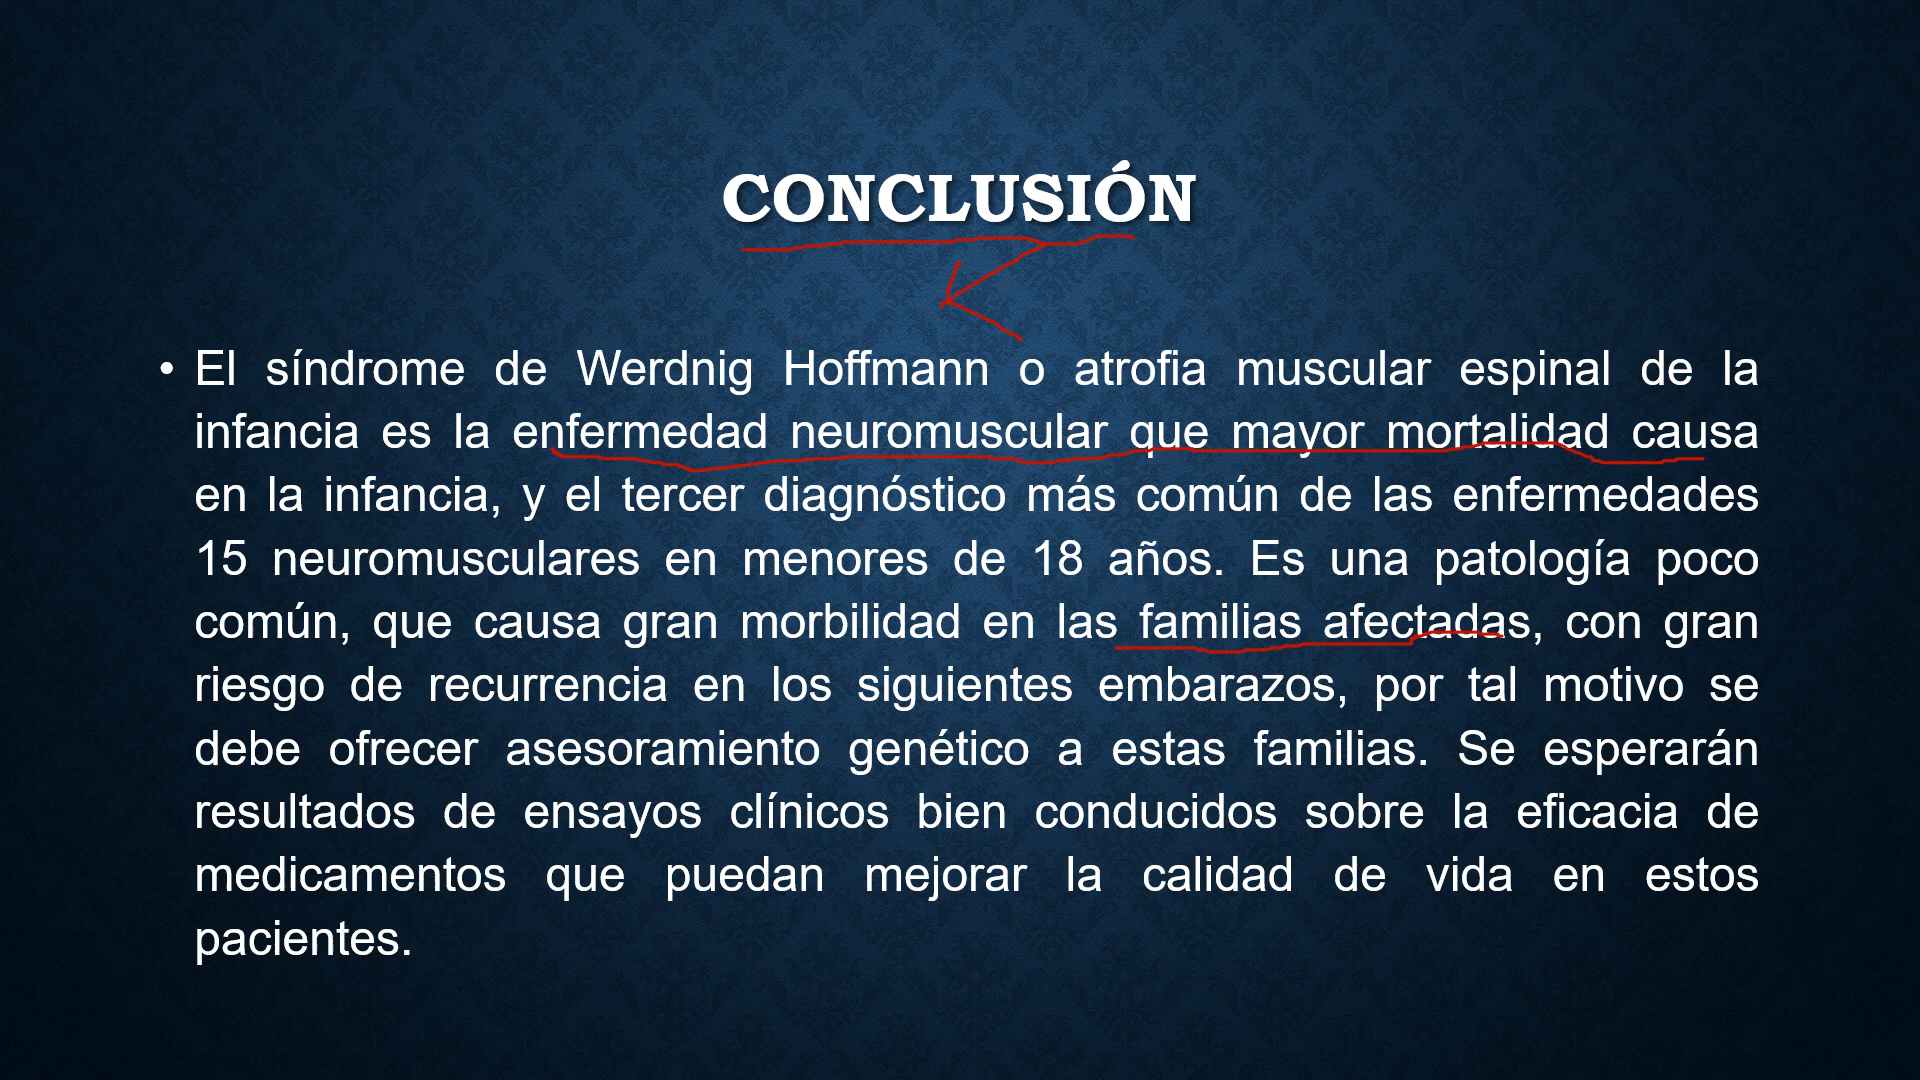 CONCLUSIÓN
• El síndrome de Werdnig Hoffmann o atrofia muscular espinal de la
infancia es la enfermedad neuromuscular que mayor mortalidad causa
en la infancia, y el tercer diagnóstico más común de las enfermedades
15 neuromusculares en menores de 18 años. Es una patología poco
común, que causa gran morbilidad en las familias afectadas, con gran
riesgo de recurrencia en los siguientes embarazos, por tal motivo se
debe ofrecer asesoramiento genético a estas familias. Se esperarán
resultados de ensayos clínicos bien conducidos sobre la eficacia de
medicamentos que puedan mejorar la calidad de vida en estos
pacientes.